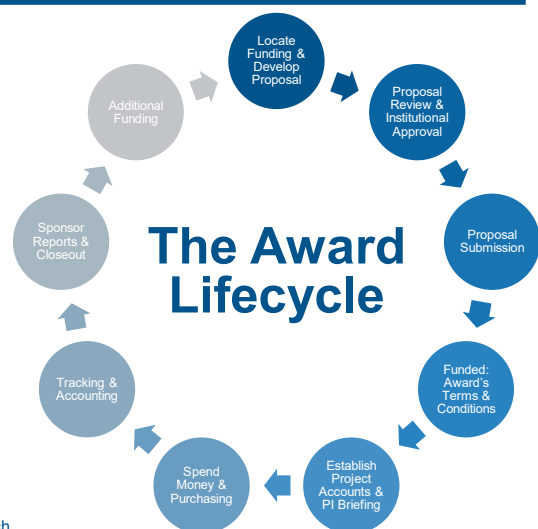 Locate
Funding &
Develop
Proposal
Proposal
Review &
Institutional
Approval
Proposal
Submission
Funded:
Award's
Terms &
Conditions
Establish
Project
Accounts &
PI Briefing
Spend
Money &
Purchasing
Tracking &
Accounting
Sponsor
Reports &
Closeout
Additional
Funding
The Award
Lifecycle